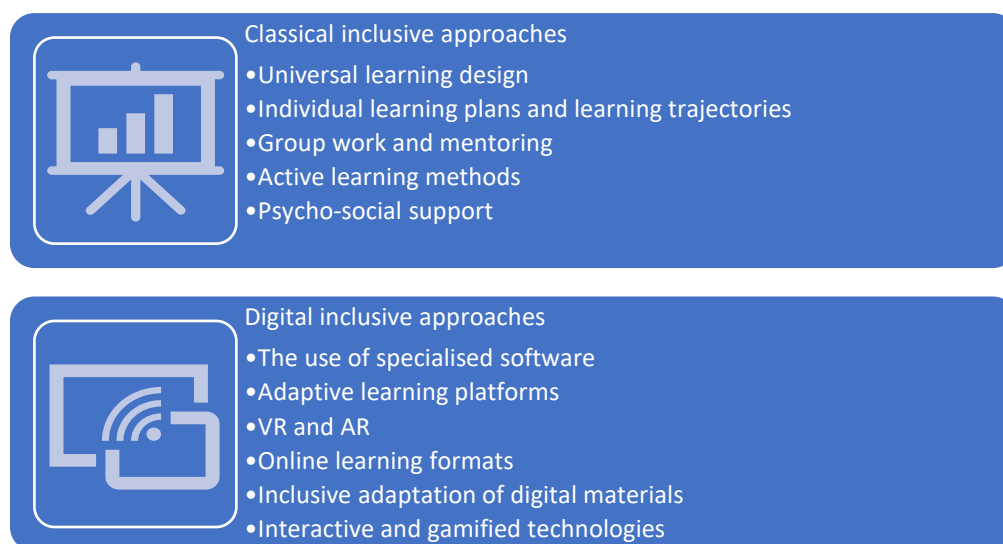 Classical inclusive approaches
•Universal learning design
•Individual learning plans and learning trajectories
•Group work and mentoring
•Active learning methods
•Psycho-social support
Digital inclusive approaches
•The use of specialised software
•Adaptive learning platforms
•VR and AR
•Online learning formats
•Inclusive adaptation of digital materials
•Interactive and gamified technologies